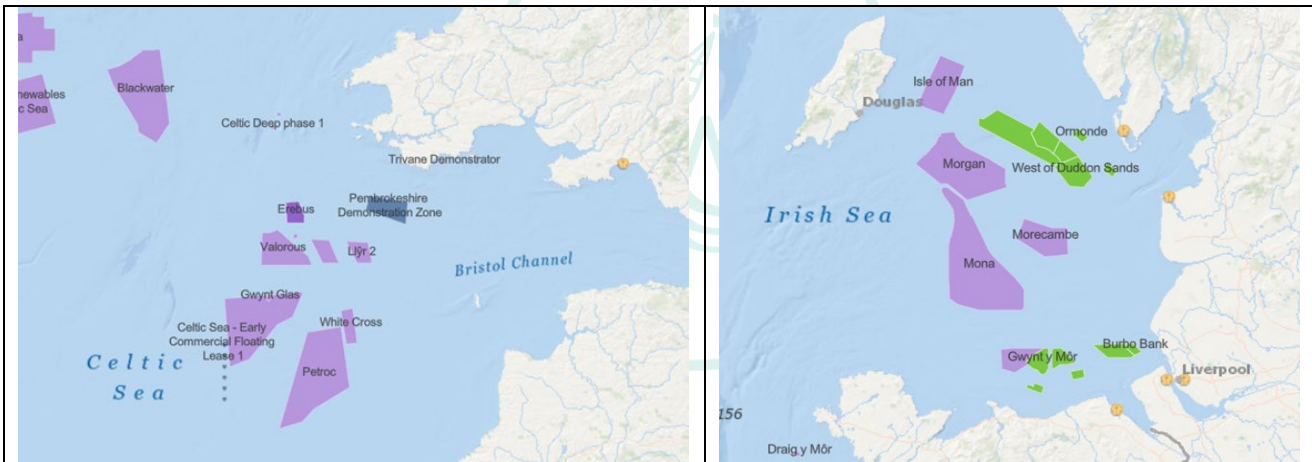 a
Blackwater
newables
c Sea
Celtic Deep phase 1
Trivane Demonstrator
Erebus
Pembrokeshire
Demonstration Zone
Valorous
Llŷr 2
Bristol Channel
Gwynt Glas
White Cross
Celtic Sea - Early
Commercial Floating
Lease 1
Celtic
Sea
Petroc
Isle of Man
Douglas
Ormonde
Morgan
West of Duddon Sands
Irish Sea
Morecambe
Mona
Gwynt y Môr
Burbo Bank
Liverpool
156
Draig y Môr